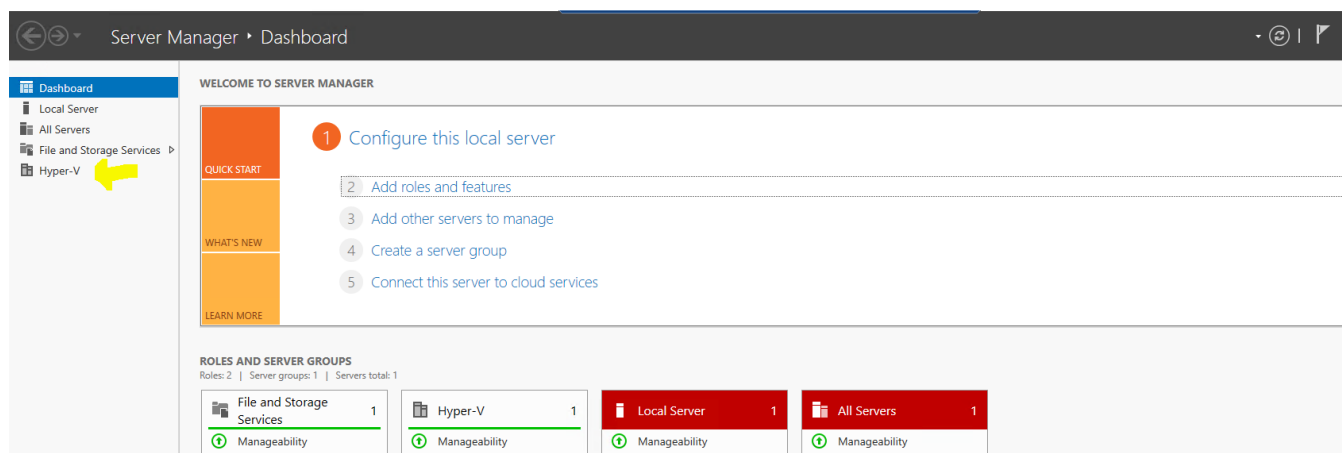 Server Manager • Dashboard
Dashboard
Local Server
All Servers
File and Storage Services
Hyper-V
WELCOME TO SERVER MANAGER
QUICK START
WHAT'S NEW
LEARN MORE
1 Configure this local server
2 Add roles and features
3 Add other servers to manage
4 Create a server group
5 Connect this server to cloud services
ROLES AND SERVER GROUPS
Roles: 2 | Server groups: 1 | Servers total: 1
File and Storage
Services 1
Manageability
Hyper-V 1
Manageability
Local Server 1
Manageability
All Servers 1
Manageability